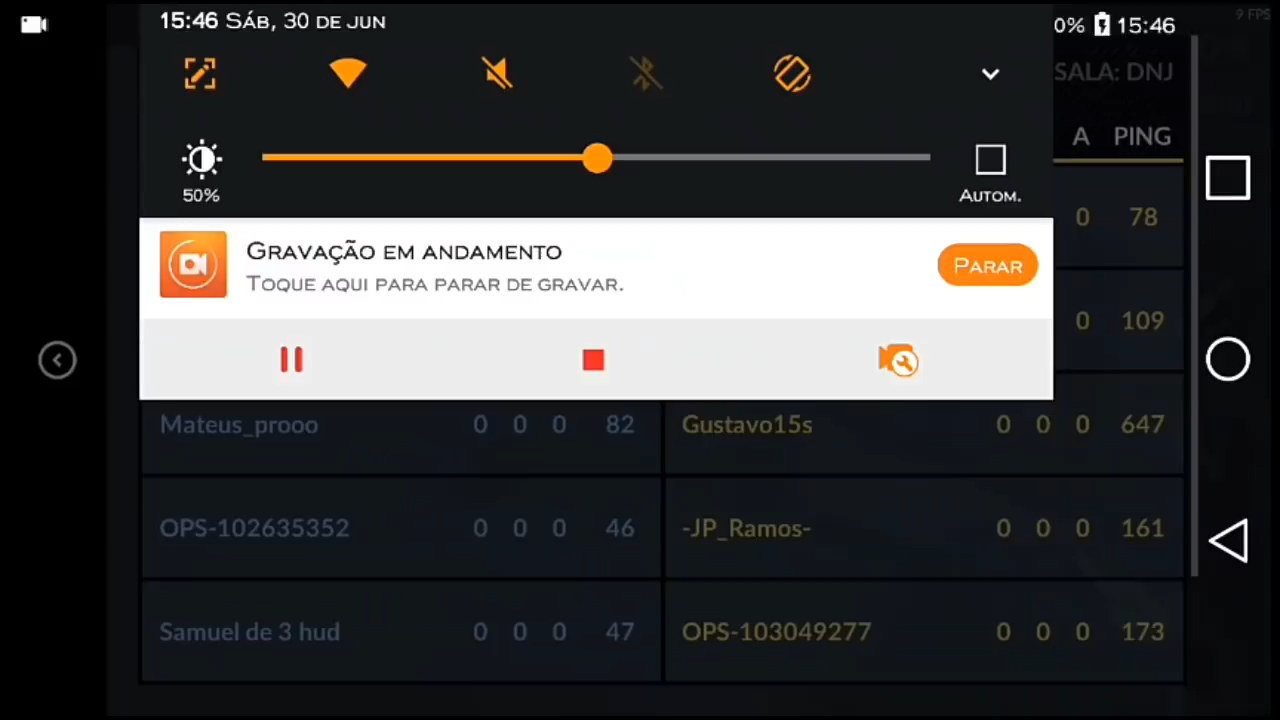 15:46 SÁB, 30 DE JUN
0% 15:46
9 FPS
SALA: DNJ
A PING
50%
AUTOM.
0 78
GRAVAÇÃO EM ANDAMENTO
TOQUE AQUI PARA PARAR DE GRAVAR.
PARAR
0 109
Mateus_prooo 0 0 0 82 Gustavo15s 0 0 0 647
OPS-102635352 0 0 0 46 -JP_Ramos- 0 0 0 161
Samuel de 3 hud 0 0 0 47 OPS-103049277 0 0 0 173